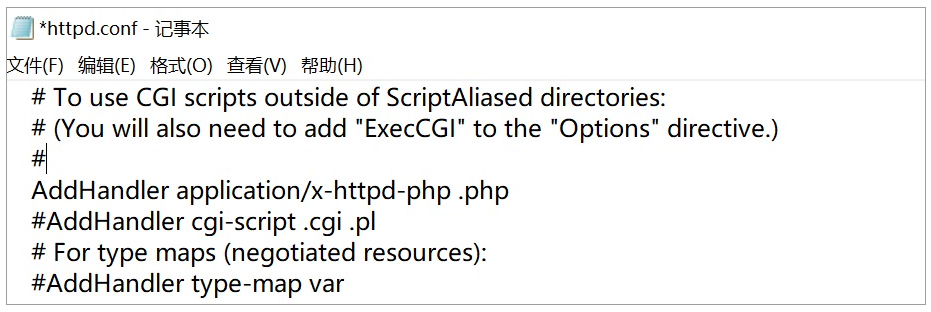 *httpd.conf - 记事本
文件(F) 编辑(E) 格式(O) 查看(V) 帮助(H)
# To use CGI scripts outside of ScriptAliased directories:
# (You will also need to add "ExecCGI" to the "Options" directive.)
#
AddHandler application/x-httpd-php .php
#AddHandler cgi-script .cgi .pl
# For type maps (negotiated resources):
#AddHandler type-map var